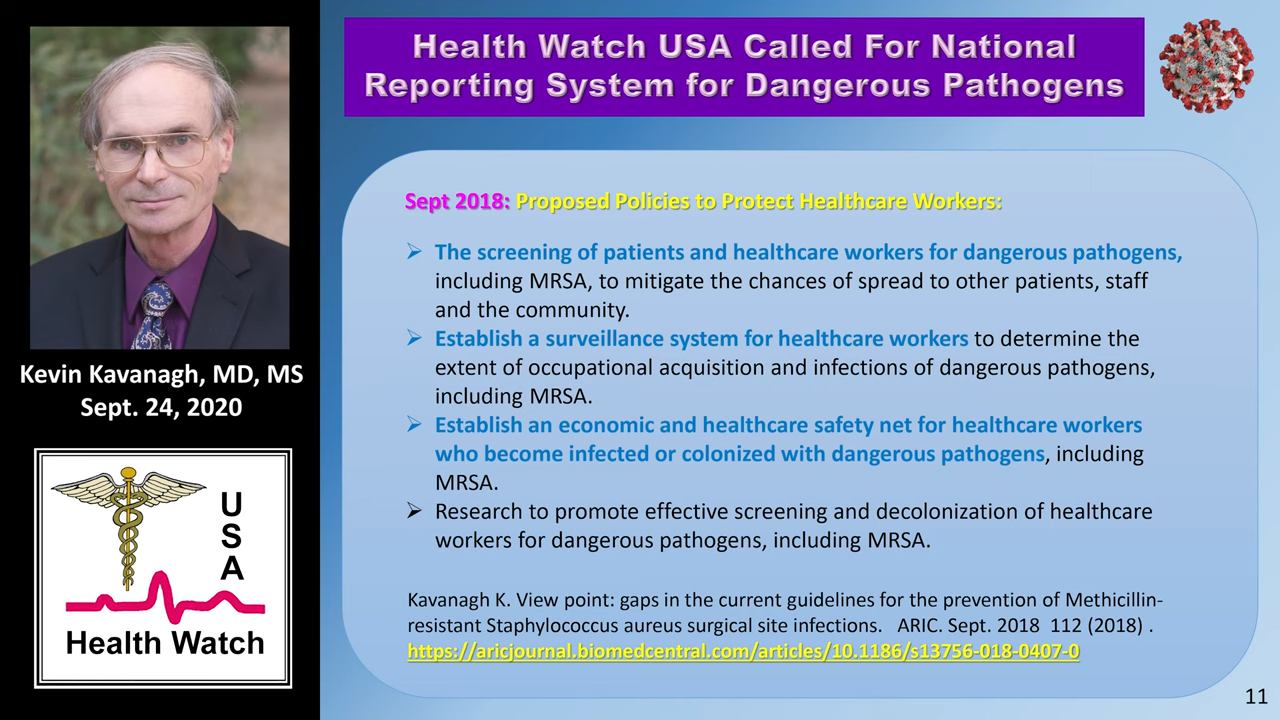 Health Watch USA Called For National
Reporting System for Dangerous Pathogens
Kevin Kavanagh, MD, MS
Sept. 24, 2020
U
S
A
Health Watch
Sept 2018: Proposed Policies to Protect Healthcare Workers:
➢ The screening of patients and healthcare workers for dangerous pathogens,
including MRSA, to mitigate the chances of spread to other patients, staff
and the community.
➢ Establish a surveillance system for healthcare workers to determine the
extent of occupational acquisition and infections of dangerous pathogens,
including MRSA.
➢ Establish an economic and healthcare safety net for healthcare workers
who become infected or colonized with dangerous pathogens, including
MRSA.
➢ Research to promote effective screening and decolonization of healthcare
workers for dangerous pathogens, including MRSA.
Kavanagh K. View point: gaps in the current guidelines for the prevention of Methicillin-
resistant Staphylococcus aureus surgical site infections. ARIC. Sept. 2018 112 (2018) .
https://aricjournal.biomedcentral.com/articles/10.1186/s13756-018-0407-0
11